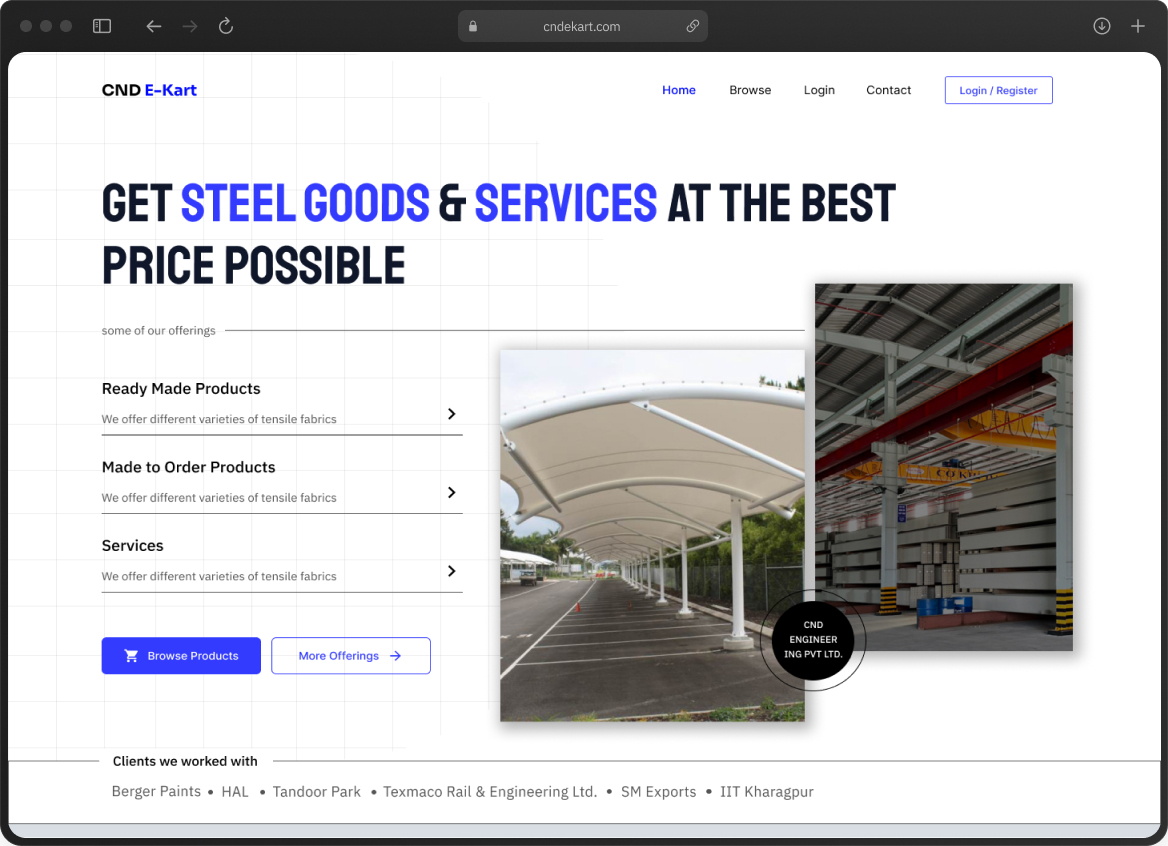 cndekart.com
CND E-Kart
Home
Browse
Login
Contact
Login / Register
GET STEEL GOODS & SERVICES AT THE BEST
PRICE POSSIBLE
some of our offerings
Ready Made Products
We offer different varieties of tensile fabrics
Made to Order Products
We offer different varieties of tensile fabrics
Services
We offer different varieties of tensile fabrics
Browse Products
More Offerings
CND
ENGINEER
ING PVT LTD.
Clients we worked with
Berger Paints • HAL • Tandoor Park • Texmaco Rail & Engineering Ltd. • SM Exports • IIT Kharagpur